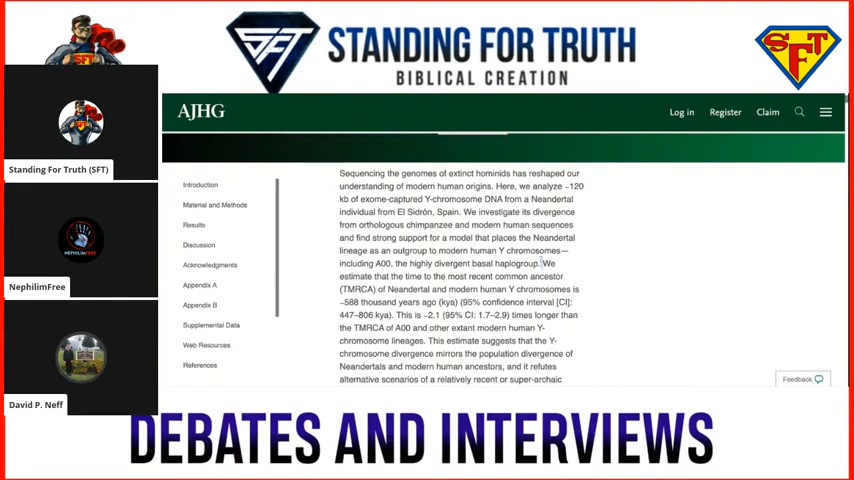 SFT
STANDING FOR TRUTH
BIBLICAL CREATION
SFT
SFT
Standing For Truth (SFT)
NEPHILIMFREE
NephilimFree
David P. Neff
AJHG
Log in
Register
Claim
Introduction
Material and Methods
Results
Discussion
Acknowledgments
Appendix A
Appendix B
Supplemental Data
Web Resources
References
Sequencing the genomes of extinct hominids has reshaped our
understanding of modern human origins. Here, we analyze ~120
kb of exome-captured Y-chromosome DNA from a Neandertal
individual from El Sidrón, Spain. We investigate its divergence
from orthologous chimpanzee and modern human sequences
and find strong support for a model that places the Neandertal
lineage as an outgroup to modern human Y chromosomes—
including A00, the highly divergent basal haplogroup. We
estimate that the time to the most recent common ancestor
(TMRCA) of Neandertal and modern human Y chromosomes is
~588 thousand years ago (kya) (95% confidence interval [CI]:
447–806 kya). This is ~2.1 (95% CI: 1.7–2.9) times longer than
the TMRCA of A00 and other extant modern human Y-
chromosome lineages. This estimate suggests that the Y-
chromosome divergence mirrors the population divergence of
Neandertals and modern human ancestors, and it refutes
alternative scenarios of a relatively recent or super-archaic
Feedback
DEBATES AND INTERVIEWS